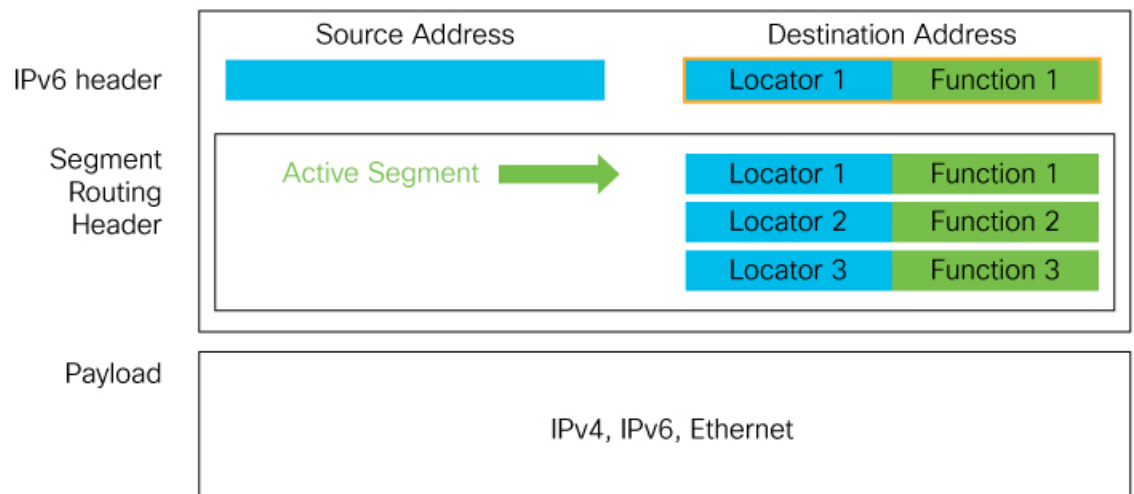 Source Address
Destination Address
IPv6 header
Locator 1
Function 1
Segment
Routing
Header
Active Segment
Locator 1
Function 1
Locator 2
Function 2
Locator 3
Function 3
Payload
IPv4, IPv6, Ethernet